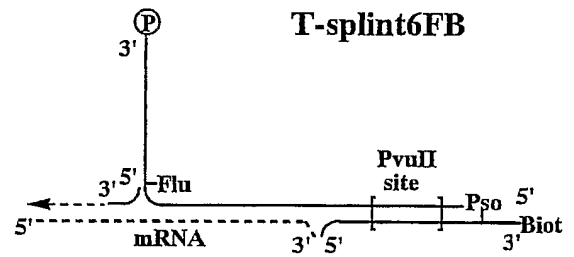 P
T-splint6FB
3'
PvuII
site
3' 5' Flu
Pso 5'
5' mRNA 3' 5' 3' Biot